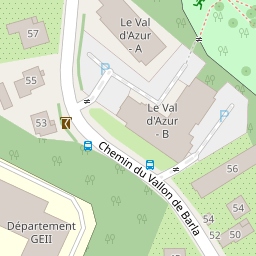 57
Le Val
d'Azur
- A
55
53
Le Val
d'Azur
- B
Chemin du Vallon de Barla
56
54
52
50
50
Département
GEII